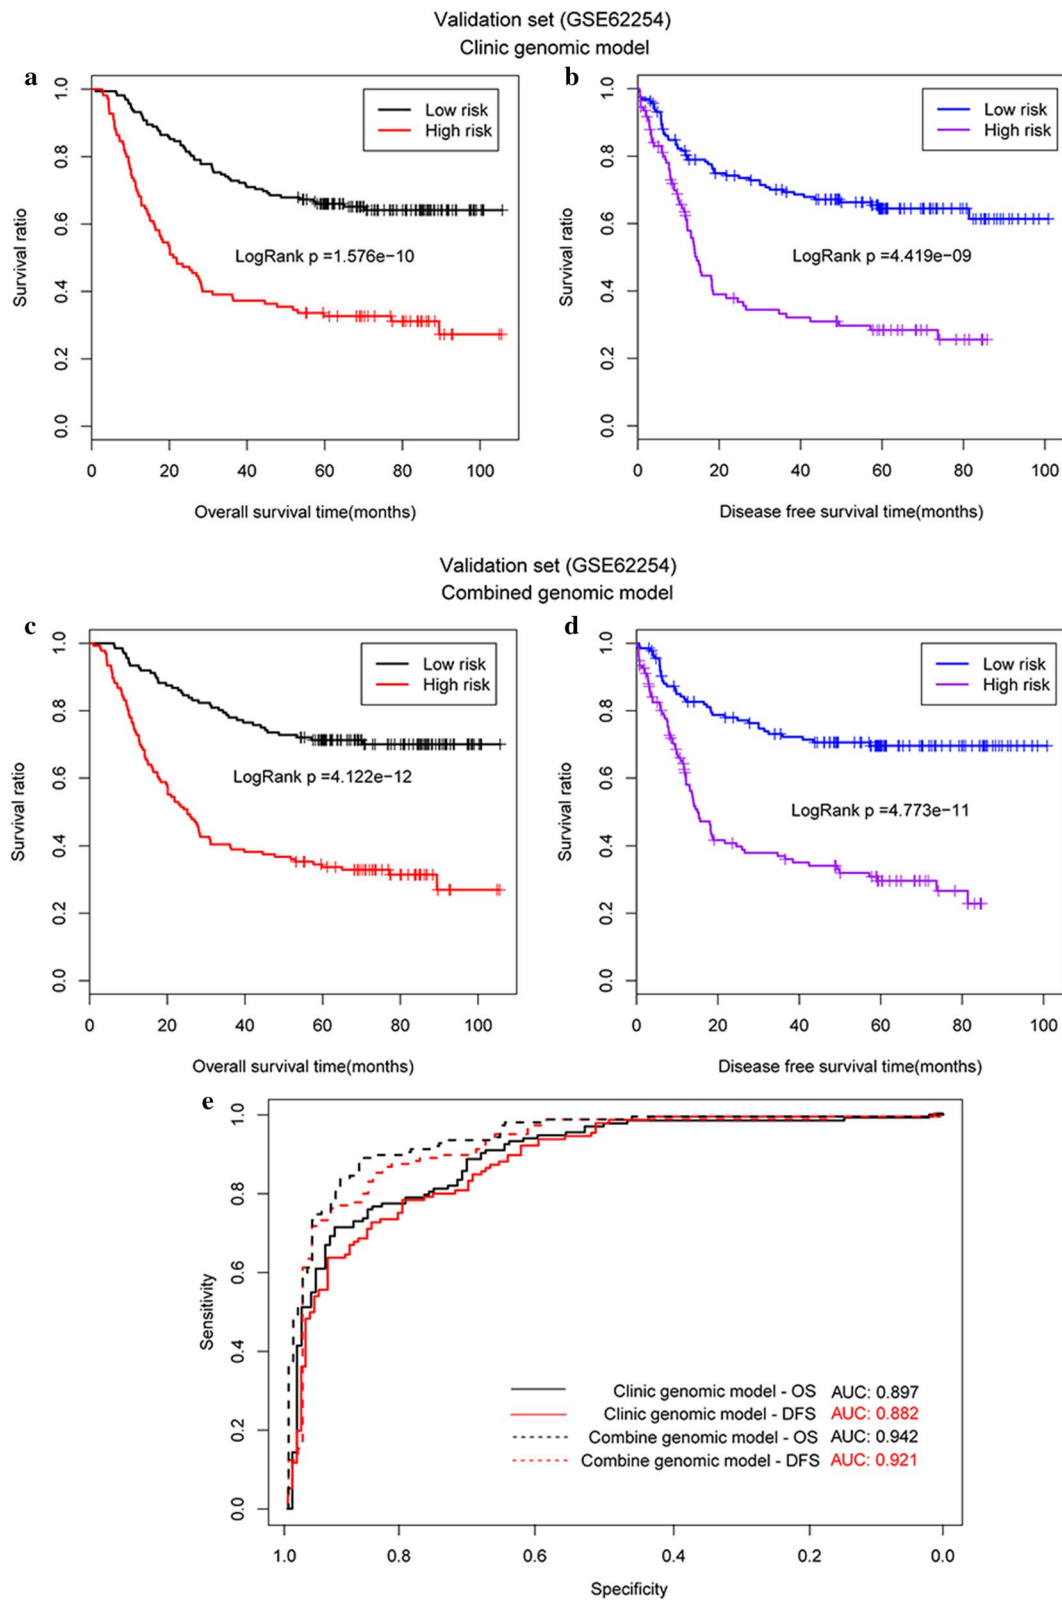 Validation set (GSE62254)
Clinic genomic model
a
1.0
0.8
0.6
0.4
0.2
0.0
Survival ratio
Low risk
High risk
LogRank p =1.576e−10
0 20 40 60 80 100
Overall survival time(months)
b
1.0
0.8
0.6
0.4
0.2
0.0
Survival ratio
Low risk
High risk
LogRank p =4.419e−09
0 20 40 60 80 100
Disease free survival time(months)
Validation set (GSE62254)
Combined genomic model
c
1.0
0.8
0.6
0.4
0.2
0.0
Survival ratio
Low risk
High risk
LogRank p =4.122e−12
0 20 40 60 80 100
Overall survival time(months)
d
1.0
0.8
0.6
0.4
0.2
0.0
Survival ratio
Low risk
High risk
LogRank p =4.773e−11
0 20 40 60 80 100
Disease free survival time(months)
e
1.0
0.8
0.6
0.4
0.2
0.0
Sensitivity
Clinic genomic model - OS AUC: 0.897
Clinic genomic model - DFS AUC: 0.882
Combine genomic model - OS AUC: 0.942
Combine genomic model - DFS AUC: 0.921
1.0 0.8 0.6 0.4 0.2 0.0
Specificity